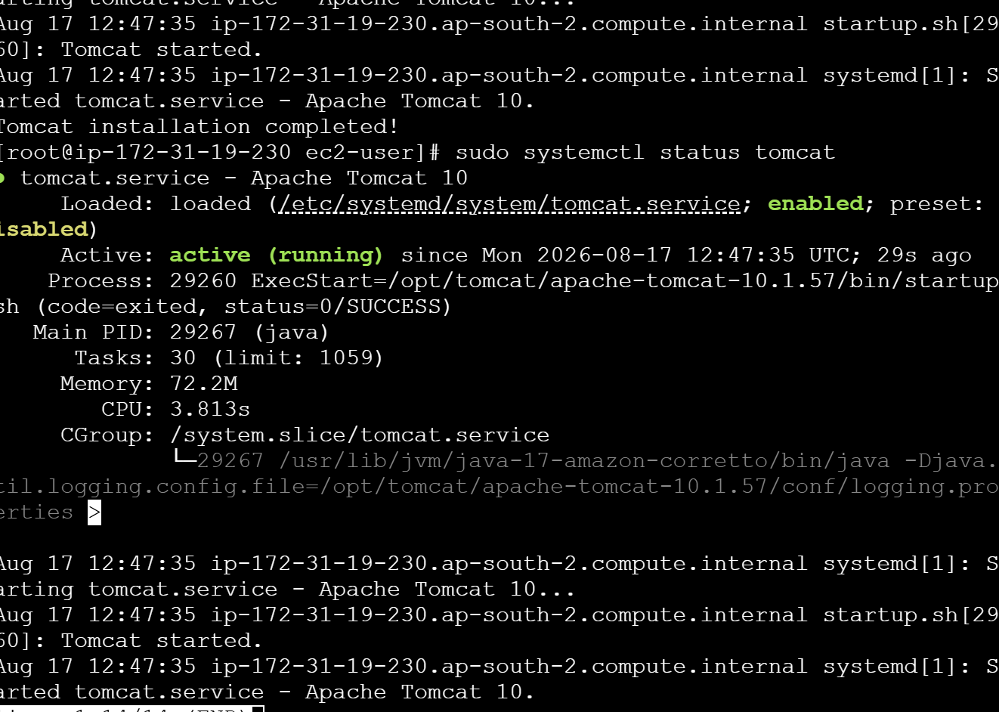 arting tomcat.service - Apache Tomcat 10...
Aug 17 12:47:35 ip-172-31-19-230.ap-south-2.compute.internal startup.sh[29
60]: Tomcat started.
Aug 17 12:47:35 ip-172-31-19-230.ap-south-2.compute.internal systemd[1]: S
arted tomcat.service - Apache Tomcat 10.
Tomcat installation completed!
[root@ip-172-31-19-230 ec2-user]# sudo systemctl status tomcat
● tomcat.service - Apache Tomcat 10
Loaded: loaded (/etc/systemd/system/tomcat.service; enabled; preset:
isabled)
Active: active (running) since Mon 2026-08-17 12:47:35 UTC; 29s ago
Process: 29260 ExecStart=/opt/tomcat/apache-tomcat-10.1.57/bin/startup
sh (code=exited, status=0/SUCCESS)
Main PID: 29267 (java)
Tasks: 30 (limit: 1059)
Memory: 72.2M
CPU: 3.813s
CGroup: /system.slice/tomcat.service
└─29267 /usr/lib/jvm/java-17-amazon-corretto/bin/java -Djava.
til.logging.config.file=/opt/tomcat/apache-tomcat-10.1.57/conf/logging.pro
erties >
Aug 17 12:47:35 ip-172-31-19-230.ap-south-2.compute.internal systemd[1]: S
arting tomcat.service - Apache Tomcat 10...
Aug 17 12:47:35 ip-172-31-19-230.ap-south-2.compute.internal startup.sh[29
60]: Tomcat started.
Aug 17 12:47:35 ip-172-31-19-230.ap-south-2.compute.internal systemd[1]: S
arted tomcat.service - Apache Tomcat 10.
1-14/14 (END)